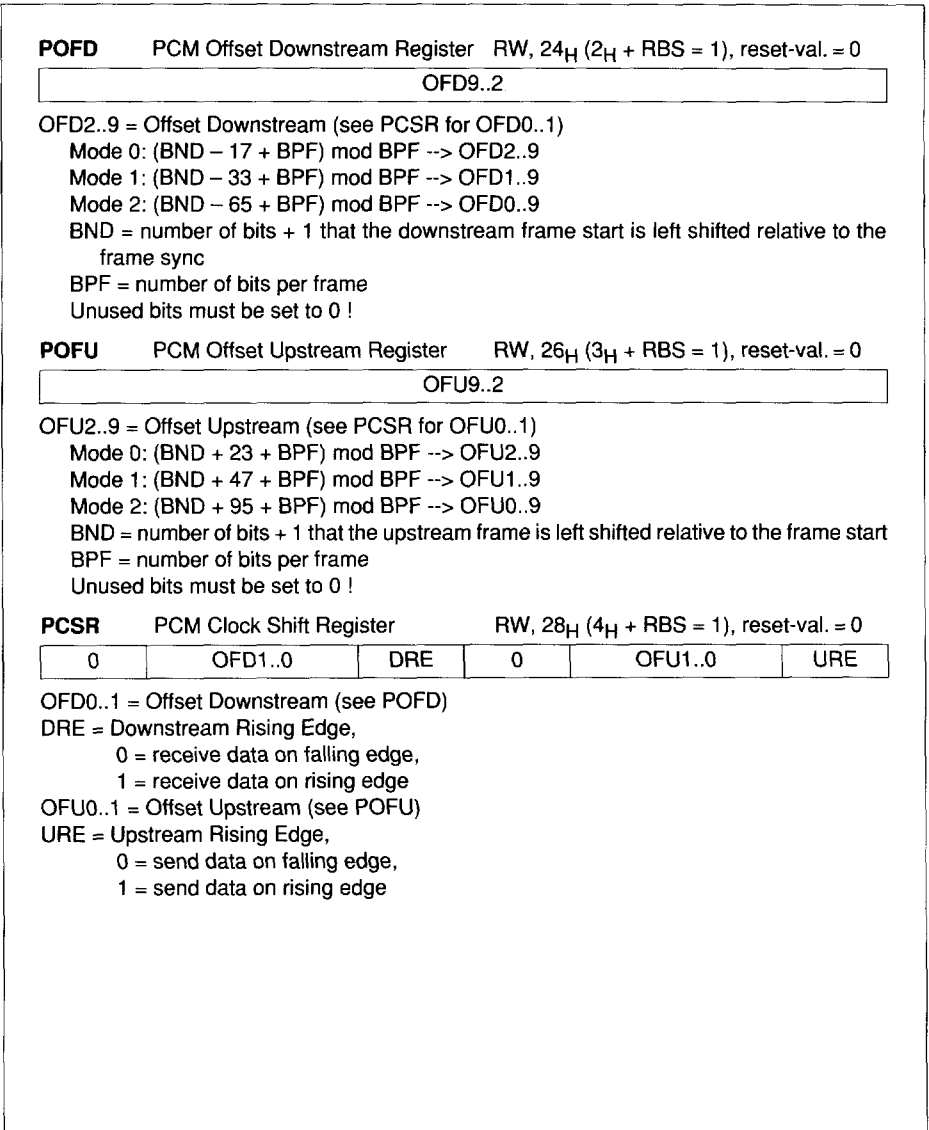 POFD PCM Offset Downstream Register RW, 24H (2H + RBS = 1), reset-val. = 0
OFD9..2
OFD2..9 = Offset Downstream (see PCSR for OFD0..1)
Mode 0: (BND – 17 + BPF) mod BPF --> OFD2..9
Mode 1: (BND – 33 + BPF) mod BPF --> OFD1..9
Mode 2: (BND – 65 + BPF) mod BPF --> OFD0..9
BND = number of bits + 1 that the downstream frame start is left shifted relative to the
frame sync
BPF = number of bits per frame
Unused bits must be set to 0 !
POFU PCM Offset Upstream Register RW, 26H (3H + RBS = 1), reset-val. = 0
OFU9..2
OFU2..9 = Offset Upstream (see PCSR for OFU0..1)
Mode 0: (BND + 23 + BPF) mod BPF --> OFU2..9
Mode 1: (BND + 47 + BPF) mod BPF --> OFU1..9
Mode 2: (BND + 95 + BPF) mod BPF --> OFU0..9
BND = number of bits + 1 that the upstream frame is left shifted relative to the frame start
BPF = number of bits per frame
Unused bits must be set to 0 !
PCSR PCM Clock Shift Register RW, 28H (4H + RBS = 1), reset-val. = 0
0 OFD1..0 DRE 0 OFU1..0 URE
OFD0..1 = Offset Downstream (see POFD)
DRE = Downstream Rising Edge,
0 = receive data on falling edge,
1 = receive data on rising edge
OFU0..1 = Offset Upstream (see POFU)
URE = Upstream Rising Edge,
0 = send data on falling edge,
1 = send data on rising edge